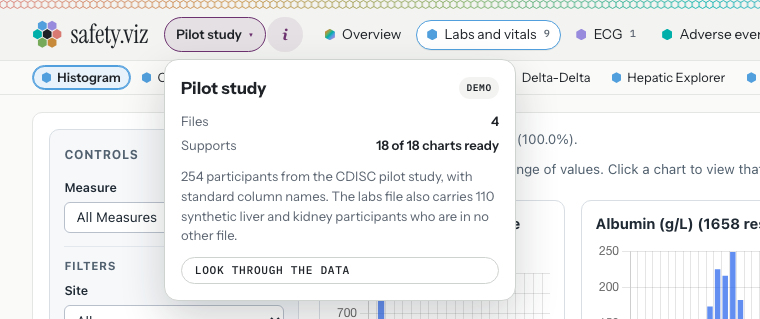 safety.viz Pilot study i Overview Labs and vitals 9 ECG 1 Adverse
Histogram Delta-Delta Hepatic Explorer
Pilot study DEMO
Files 4
Supports 18 of 18 charts ready
254 participants from the CDISC pilot study, with
standard column names. The labs file also carries 110
synthetic liver and kidney participants who are in no
other file.
LOOK THROUGH THE DATA
CONTROLS
Measure
All Measures
FILTERS
Site
(100.0%).
of values. Click a chart to view
Albumin (g/L) (1658
250
200
700